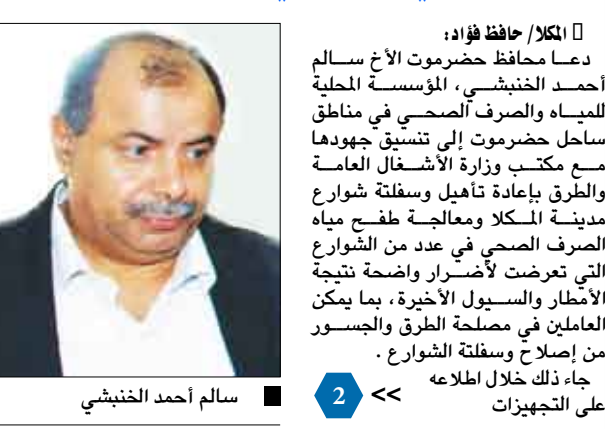 المكلا/ حافظ فؤاد:
دعا محافظ حضرموت الأخ سالم
أحمد الخنبشي، المؤسسة المحلية
للمياه والصرف الصحي في مناطق
ساحل حضرموت إلى تنسيق جهودها
مع مكتب وزارة الأشغال العامة
والطرق بإعادة تأهيل وسفلتة شوارع
مدينة المكلا ومعالجة طفح مياه
الصرف الصحي في عدد من الشوارع
التي تعرضت لأضرار واضحة نتيجة
الأمطار والسيول الأخيرة، بما يمكن
العاملين في مصلحة الطرق والجسور
من إصلاح وسفلتة الشوارع .
جاء ذلك خلال اطلاعه
على التجهيزات
>> 2
سالم أحمد الخنبشي